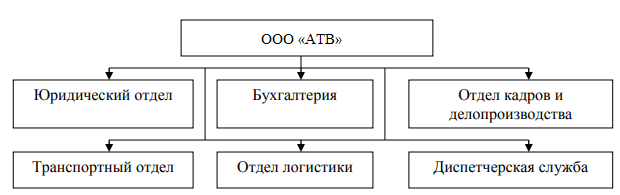 ООО «АТВ»
Юридический отдел
Бухгалтерия
Отдел кадров и
делопроизводства
Транспортный отдел
Отдел логистики
Диспетчерская служба